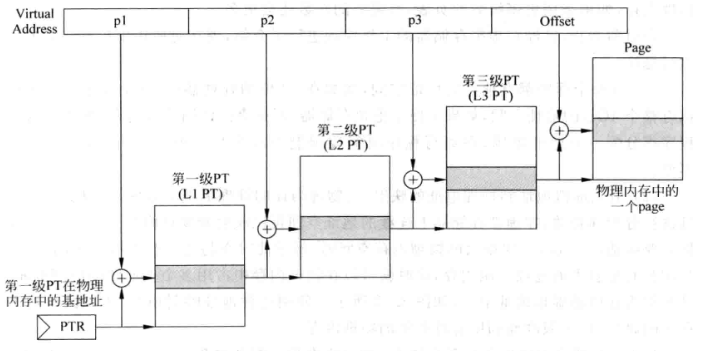 Virtual
Address
p1
p2
p3
Offset
Page
第三级PT
(L3 PT)
第二级PT
(L2 PT)
第一级PT
(L1 PT)
物理内存中的
一个page
第一级PT在物理
内存中的基地址
PTR